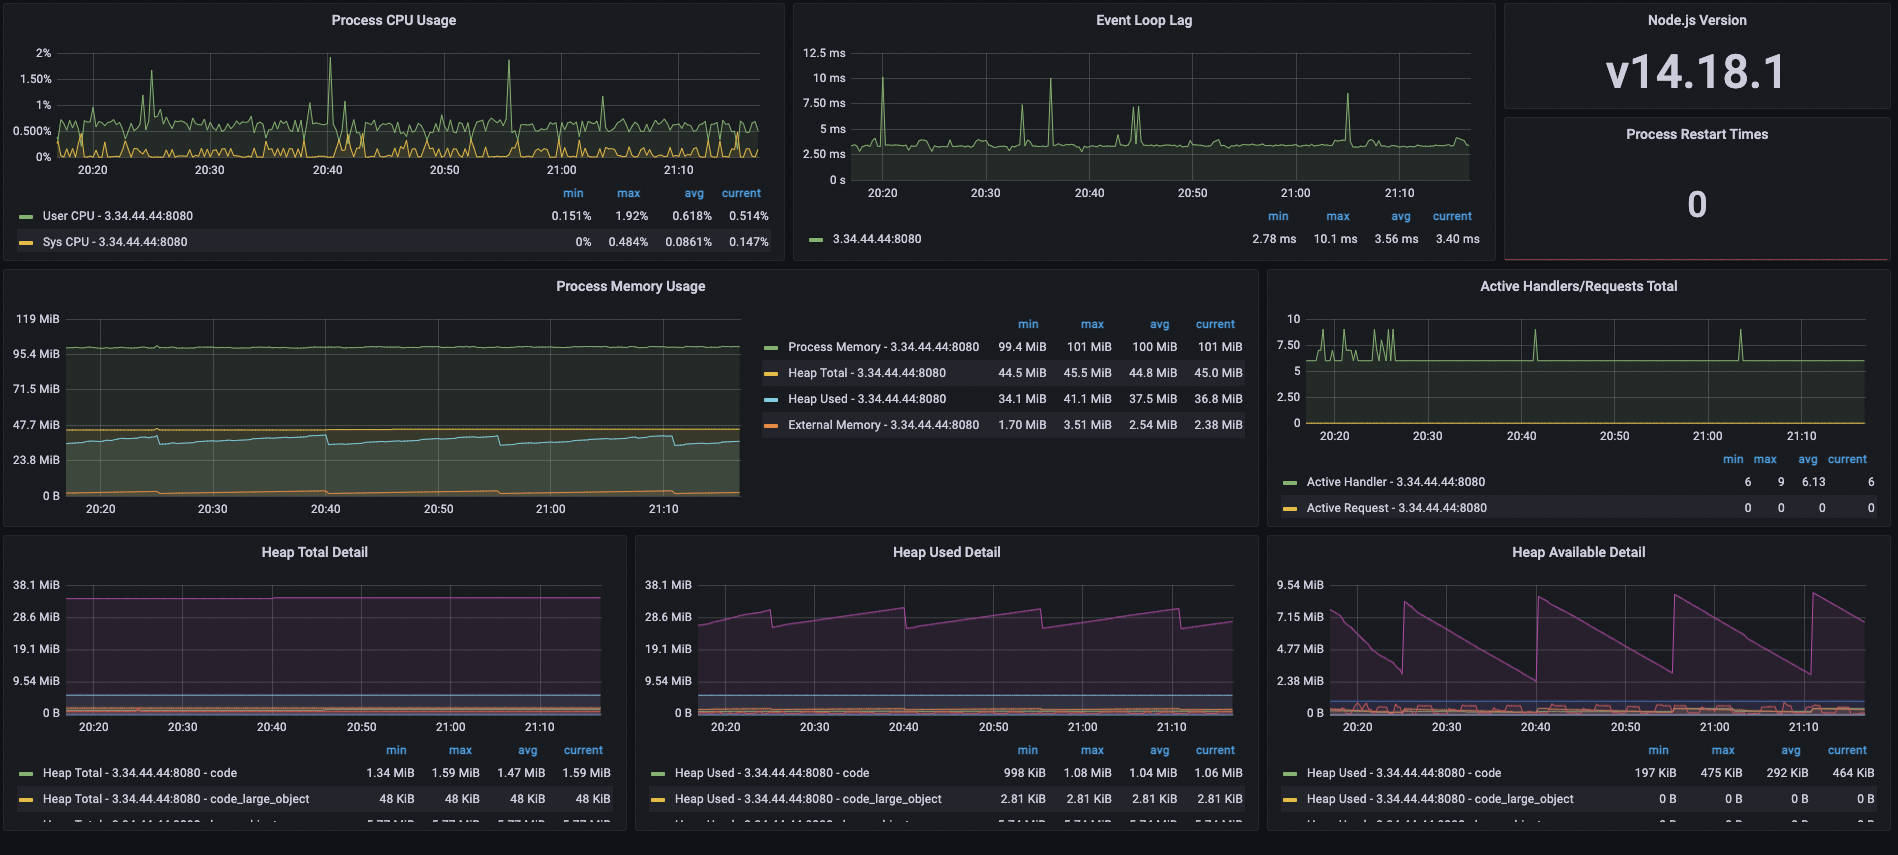 Process CPU Usage
2%
1.50%
1%
0.500%
0%
20:20 20:30 20:40 20:50 21:00 21:10
min max avg current
User CPU - 3.34.44.44:8080 0.151% 1.92% 0.618% 0.514%
Sys CPU - 3.34.44.44:8080 0% 0.484% 0.0861% 0.147%
Event Loop Lag
12.5 ms
10 ms
7.50 ms
5 ms
2.50 ms
0 s
20:20 20:30 20:40 20:50 21:00 21:10
min max avg current
3.34.44.44:8080 2.78 ms 10.1 ms 3.56 ms 3.40 ms
Node.js Version
v14.18.1
Process Restart Times
0
Process Memory Usage
119 MiB
95.4 MiB
71.5 MiB
47.7 MiB
23.8 MiB
0 B
20:20 20:30 20:40 20:50 21:00 21:10
min max avg current
Process Memory - 3.34.44.44:8080 99.4 MiB 101 MiB 100 MiB 101 MiB
Heap Total - 3.34.44.44:8080 44.5 MiB 45.5 MiB 44.8 MiB 45.0 MiB
Heap Used - 3.34.44.44:8080 34.1 MiB 41.1 MiB 37.5 MiB 36.8 MiB
External Memory - 3.34.44.44:8080 1.70 MiB 3.51 MiB 2.54 MiB 2.38 MiB
Active Handlers/Requests Total
10
7.50
5
2.50
0
20:20 20:30 20:40 20:50 21:00 21:10
min max avg current
Active Handler - 3.34.44.44:8080 6 9 6.13 6
Active Request - 3.34.44.44:8080 0 0 0 0
Heap Total Detail
38.1 MiB
28.6 MiB
19.1 MiB
9.54 MiB
0 B
20:20 20:30 20:40 20:50 21:00 21:10
min max avg current
Heap Total - 3.34.44.44:8080 - code 1.34 MiB 1.59 MiB 1.47 MiB 1.59 MiB
Heap Total - 3.34.44.44:8080 - code_large_object 48 KiB 48 KiB 48 KiB 48 KiB
Heap Used Detail
38.1 MiB
28.6 MiB
19.1 MiB
9.54 MiB
0 B
20:20 20:30 20:40 20:50 21:00 21:10
min max avg current
Heap Used - 3.34.44.44:8080 - code 998 KiB 1.08 MiB 1.04 MiB 1.06 MiB
Heap Used - 3.34.44.44:8080 - code_large_object 2.81 KiB 2.81 KiB 2.81 KiB 2.81 KiB
Heap Available Detail
9.54 MiB
7.15 MiB
4.77 MiB
2.38 MiB
0 B
20:20 20:30 20:40 20:50 21:00 21:10
min max avg current
Heap Used - 3.34.44.44:8080 - code 197 KiB 475 KiB 292 KiB 464 KiB
Heap Used - 3.34.44.44:8080 - code_large_object 0 B 0 B 0 B 0 B